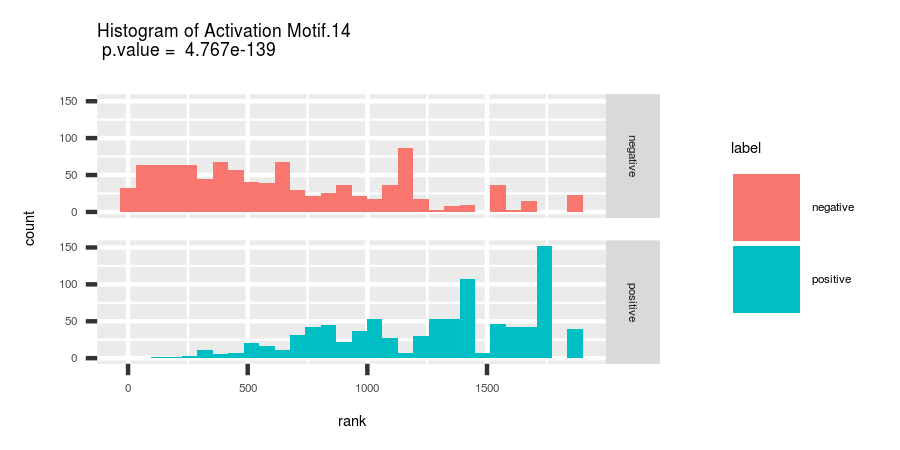 Histogram of Activation Motif.14
p.value = 4.767e-139
150
100
50
0
negative
150
100
50
0
positive
0 500 1000 1500
rank
count
label
negative
positive